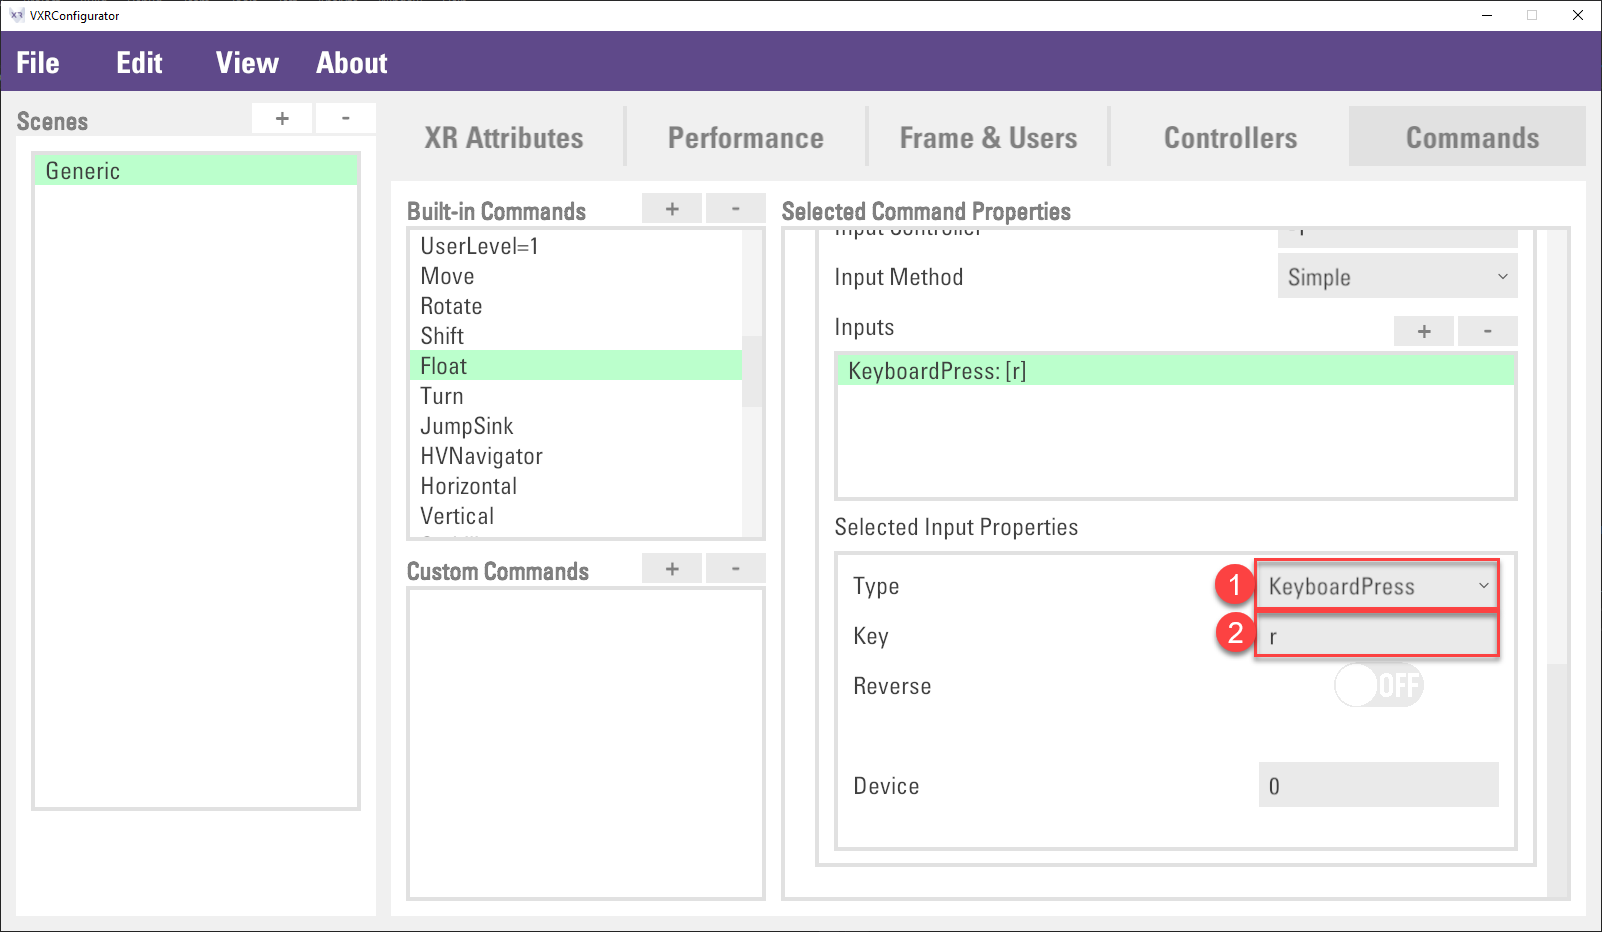 VXRConfigurator
File Edit View About
Scenes + -
Generic
XR Attributes Performance Frame & Users Controllers Commands
Built-in Commands + -
UserLevel=1
Move
Rotate
Shift
Float
Turn
JumpSink
HVNavigator
Horizontal
Vertical
Custom Commands + -
Selected Command Properties
Input Controller
Input Method Simple
Inputs + -
KeyboardPress: [r]
Selected Input Properties
Type 1 KeyboardPress
Key 2 r
Reverse OFF
Device 0